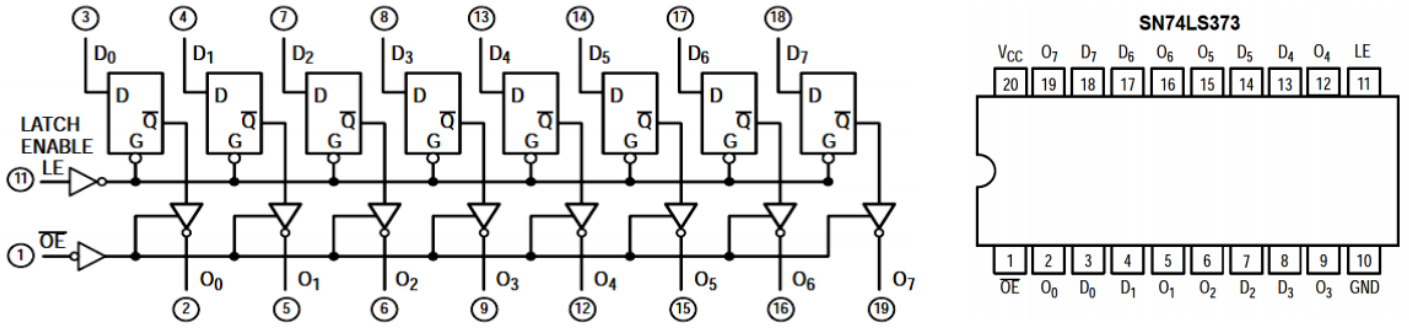 3 4 7 8 13 14 17 18
D0 D1 D2 D3 D4 D5 D6 D7
D D D D D D D D
Q̅ Q̅ Q̅ Q̅ Q̅ Q̅ Q̅ Q̅
G G G G G G G G
LATCH
ENABLE
LE
11
O̅E̅
1
O0 O1 O2 O3 O4 O5 O6 O7
2 5 6 9 12 15 16 19
SN74LS373
VCC O7 D7 D6 O6 O5 D5 D4 O4 LE
20 19 18 17 16 15 14 13 12 11
1 2 3 4 5 6 7 8 9 10
O̅E̅ O0 D0 D1 O1 O2 D2 D3 O3 GND